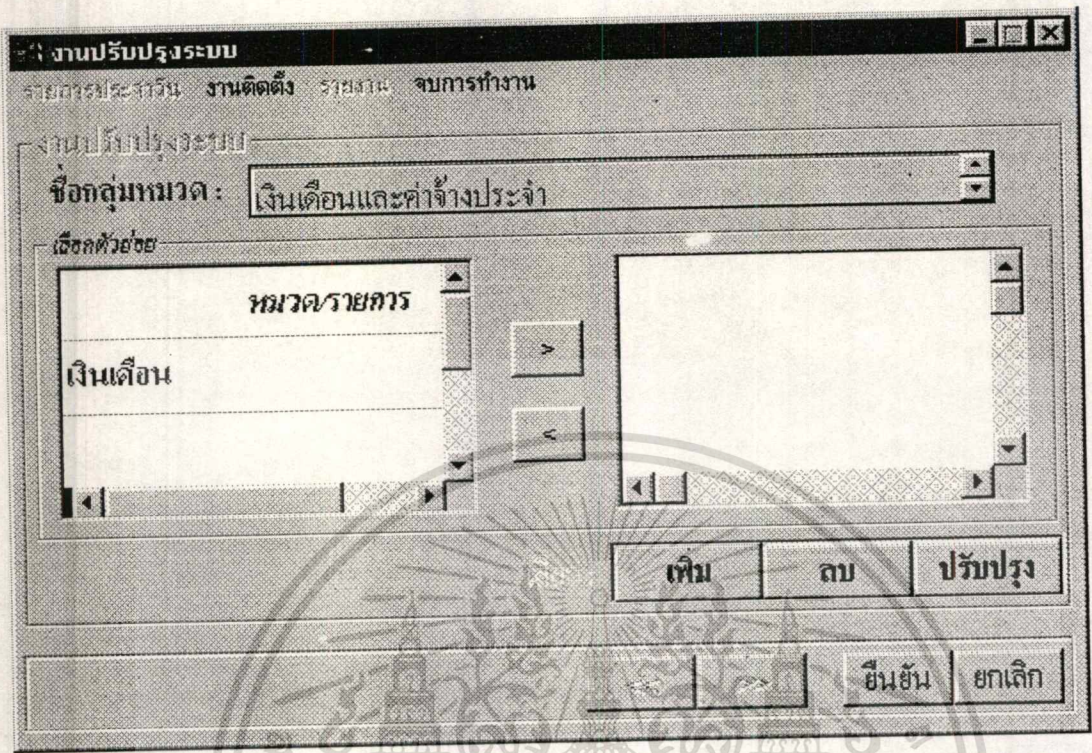 งานปรับปรุงระบบ
รายการประจำวัน งานติดตั้ง รายงาน จบการทำงาน
งานปรับปรุงระบบ
ชื่อกลุ่มหมวด : เงินเดือนและค่าจ้างประจำ
เลือกตัวย่อย
หมวด/รายการ
เงินเดือน
>
<
เพิ่ม ลบ ปรับปรุง
<< >> ยืนยัน ยกเลิก